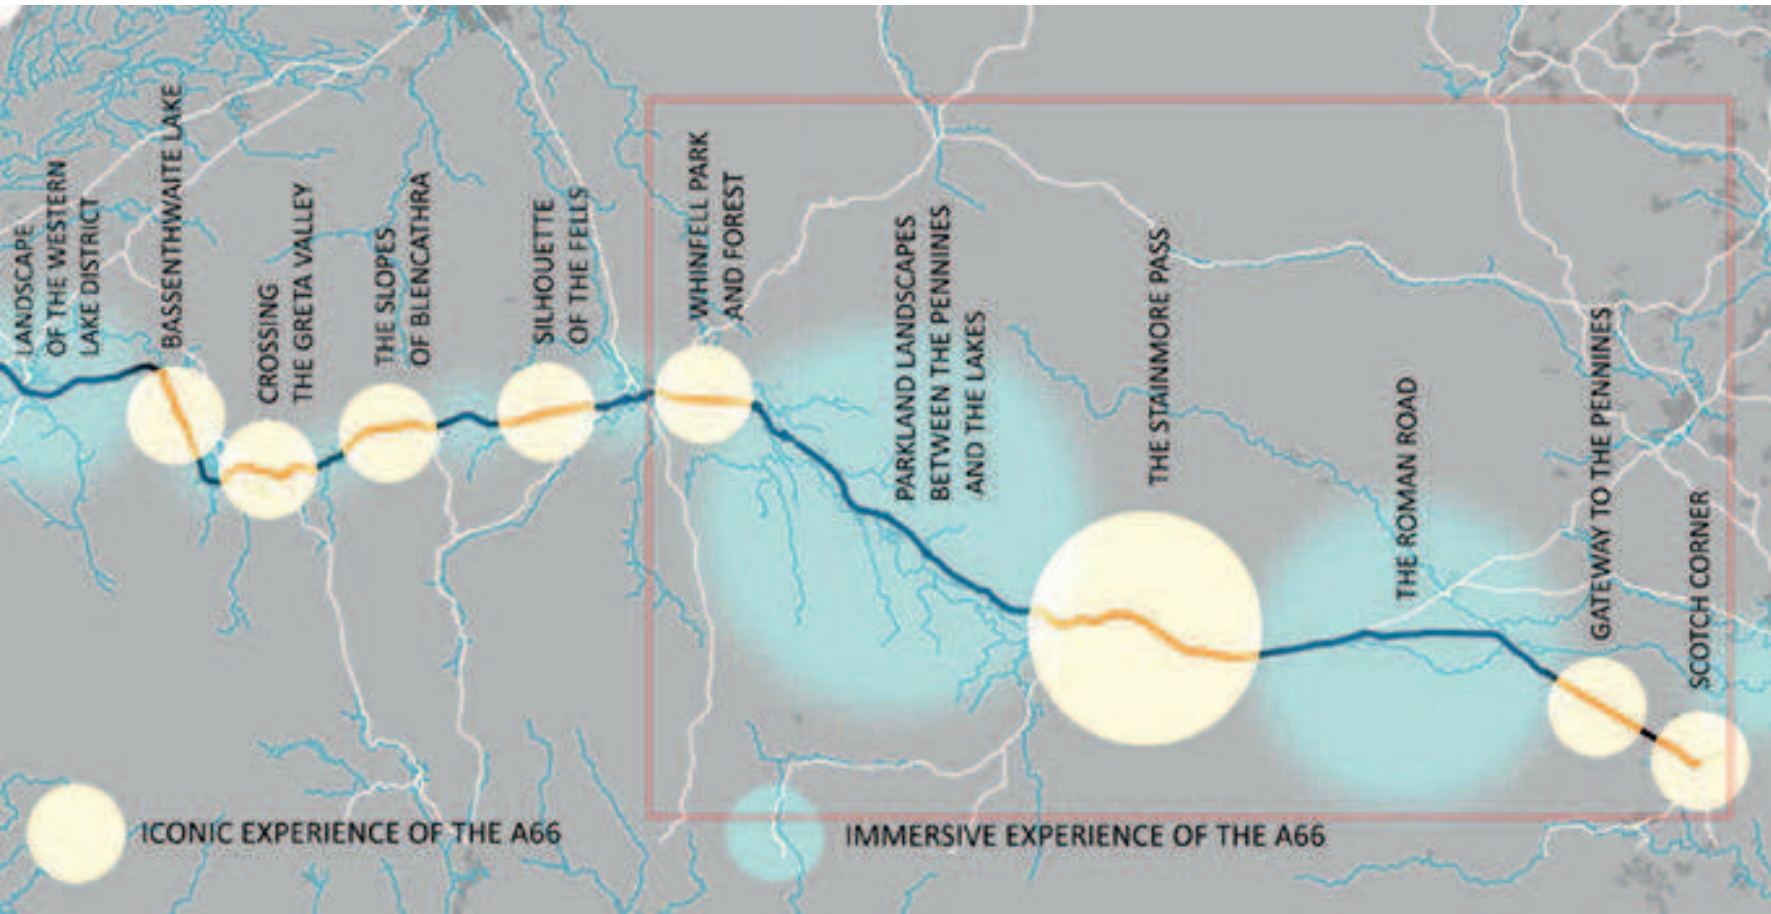 LANDSCAPE
OF THE WESTERN
LAKE DISTRICT
BASSENTHWAITE LAKE
CROSSING
THE GRETA VALLEY
THE SLOPES
OF BLENCATHRA
SILHOUETTE
OF THE FELLS
WHINFELL PARK
AND FOREST
PARKLAND LANDSCAPES
BETWEEN THE PENNINES
AND THE LAKES
THE STAINMORE PASS
THE ROMAN ROAD
GATEWAY TO THE PENNINES
SCOTCH CORNER
ICONIC EXPERIENCE OF THE A66
IMMERSIVE EXPERIENCE OF THE A66